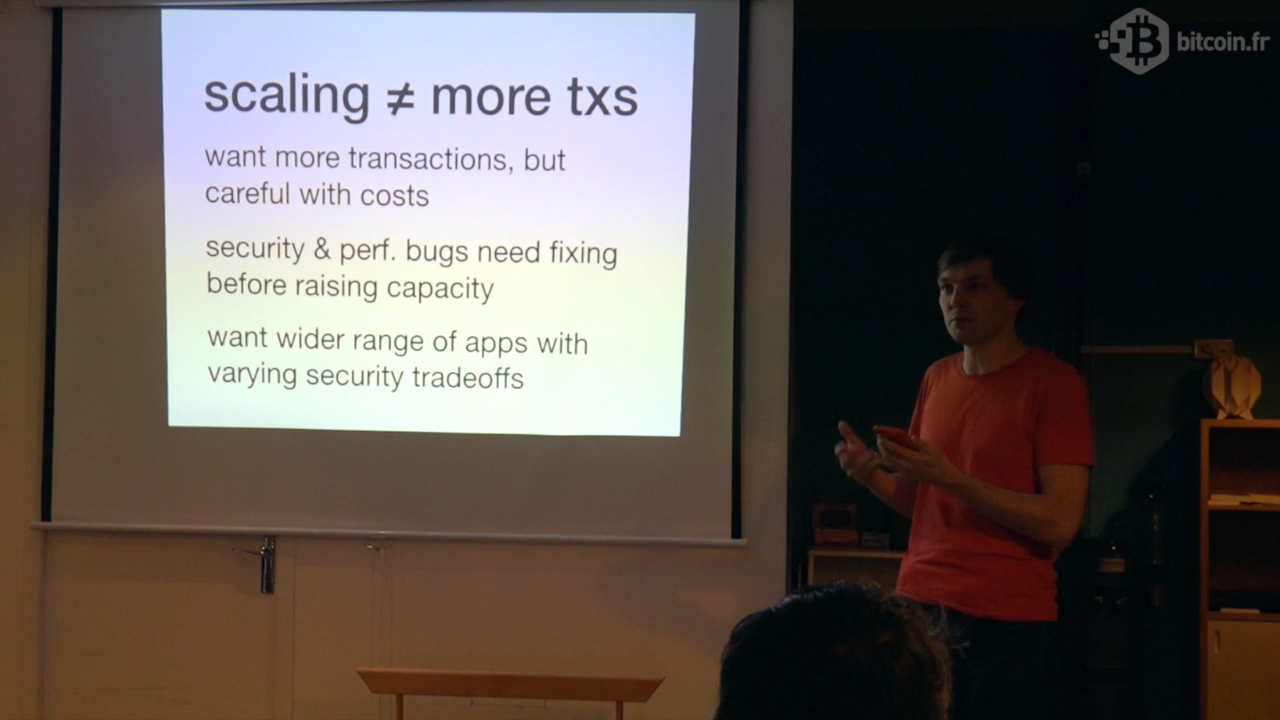 bitcoin.fr
scaling ≠ more txs
want more transactions, but
careful with costs
security & perf. bugs need fixing
before raising capacity
want wider range of apps with
varying security tradeoffs